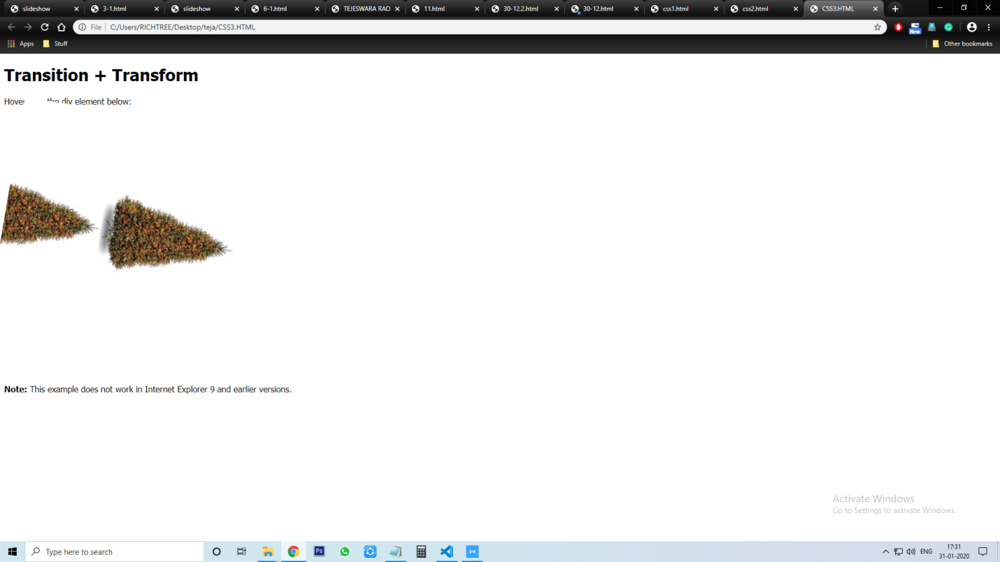 slideshow
3-1.html
slideshow
6-1.html
TEJESWARA RAO
11.html
30-12.2.html
30-12.html
css1.html
css2.html
CSS3.HTML
File
C:/Users/RICHTREE/Desktop/teja/CSS3.HTML
New
Apps
Stuff
Other bookmarks
Transition + Transform
Hover the div element below:
Note: This example does not work in Internet Explorer 9 and earlier versions.
Activate Windows
Go to Settings to activate Windows.
Type here to search
Ps
W
ENG
17:31
31-01-2020